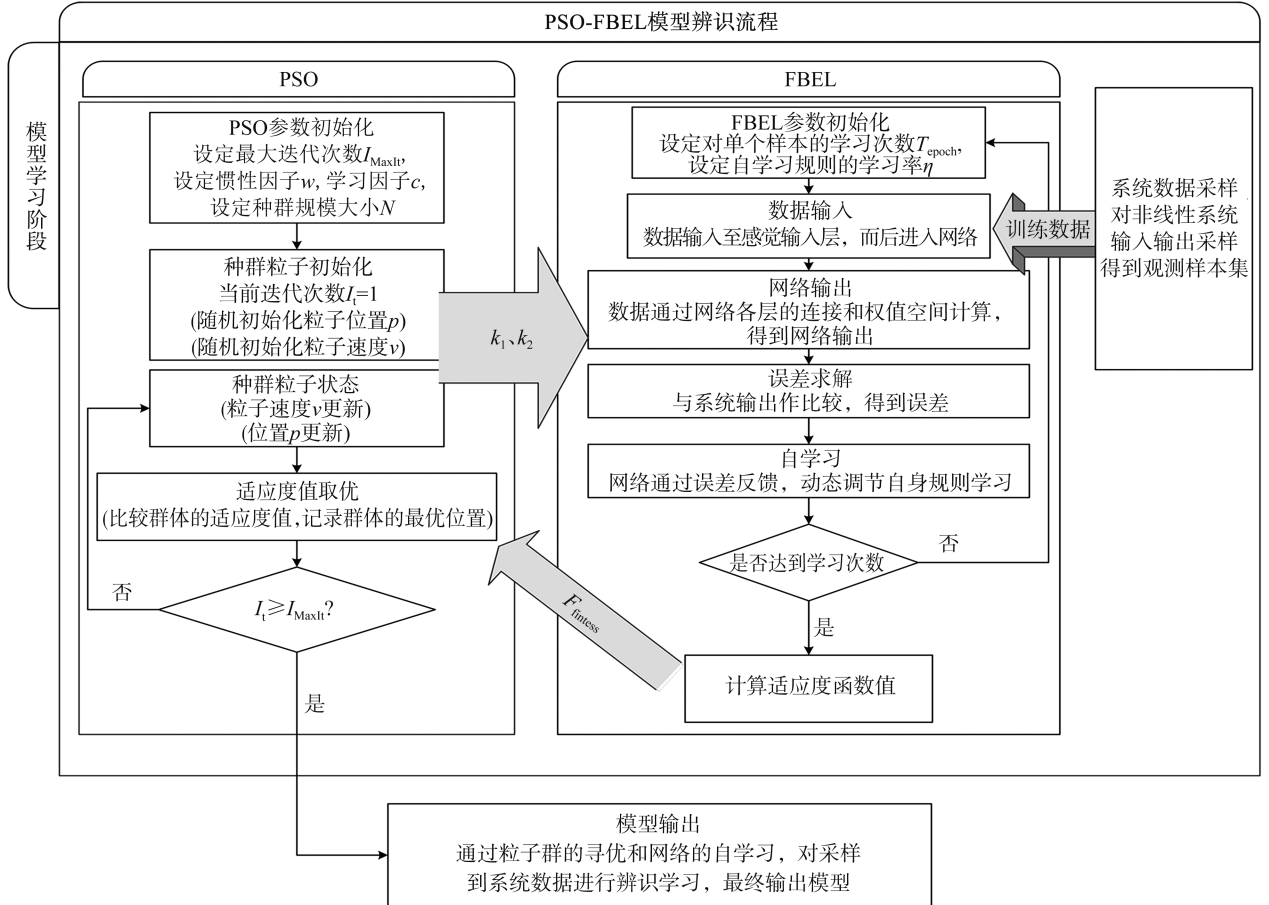 PSO-FBEL模型辨识流程
模型学习阶段
PSO
PSO参数初始化
设定最大迭代次数I_MaxIt,
设定惯性因子w, 学习因子c,
设定种群规模大小N
种群粒子初始化
当前迭代次数I_t=1
(随机初始化粒子位置p)
(随机初始化粒子速度v)
种群粒子状态
(粒子速度v更新)
(位置p更新)
适应度值取优
(比较群体的适应度值,记录群体的最优位置)
否
I_t≥I_MaxIt?
是
k_1、k_2
F_fintess
FBEL
FBEL参数初始化
设定对单个样本的学习次数T_epoch,
设定自学习规则的学习率η
数据输入
数据输入至感觉输入层，而后进入网络
网络输出
数据通过网络各层的连接和权值空间计算，
得到网络输出
误差求解
与系统输出作比较，得到误差
自学习
网络通过误差反馈，动态调节自身规则学习
是否达到学习次数
否
是
计算适应度函数值
训练数据
系统数据采样
对非线性系统
输入输出采样
得到观测样本集
模型输出
通过粒子群的寻优和网络的自学习，对采样
到系统数据进行辨识学习，最终输出模型